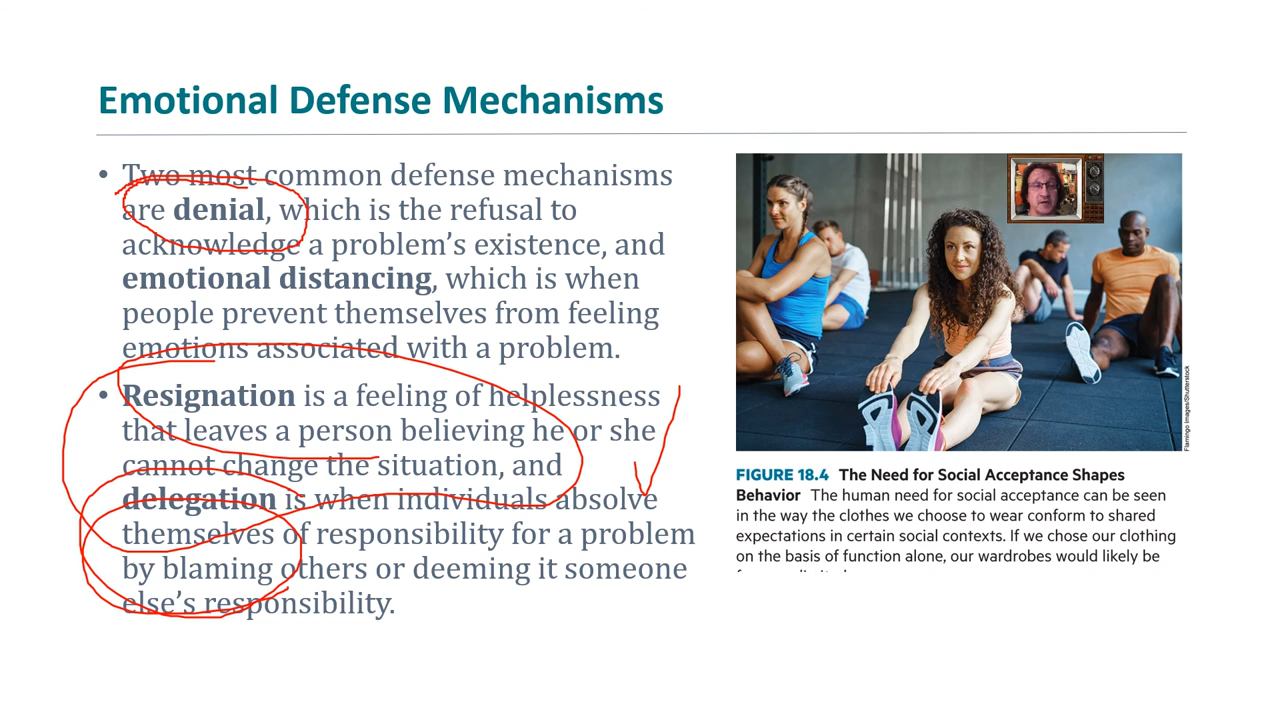 Emotional Defense Mechanisms
• Two most common defense mechanisms
are denial, which is the refusal to
acknowledge a problem’s existence, and
emotional distancing, which is when
people prevent themselves from feeling
emotions associated with a problem.
• Resignation is a feeling of helplessness
that leaves a person believing he or she
cannot change the situation, and
delegation is when individuals absolve
themselves of responsibility for a problem
by blaming others or deeming it someone
else’s responsibility.
Flamingo Images/Shutterstock
FIGURE 18.4 The Need for Social Acceptance Shapes
Behavior The human need for social acceptance can be seen
in the way the clothes we choose to wear conform to shared
expectations in certain social contexts. If we chose our clothing
on the basis of function alone, our wardrobes would likely be